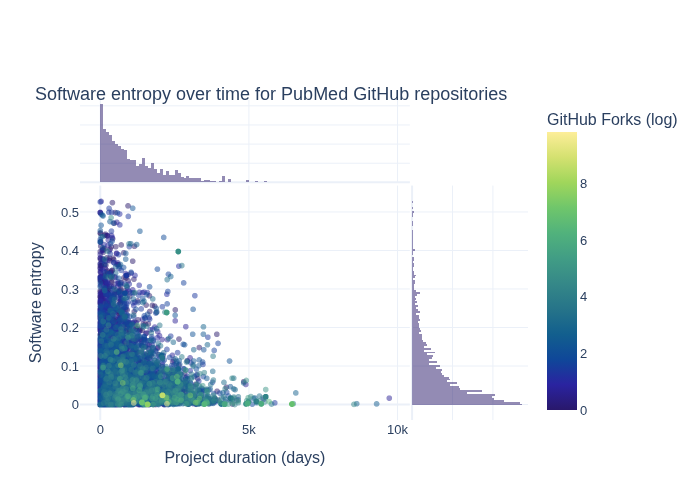 Software entropy over time for PubMed GitHub repositories
GitHub Forks (log)
8
6
4
2
0
Software entropy
0.5
0.4
0.3
0.2
0.1
0
0
5k
10k
Project duration (days)